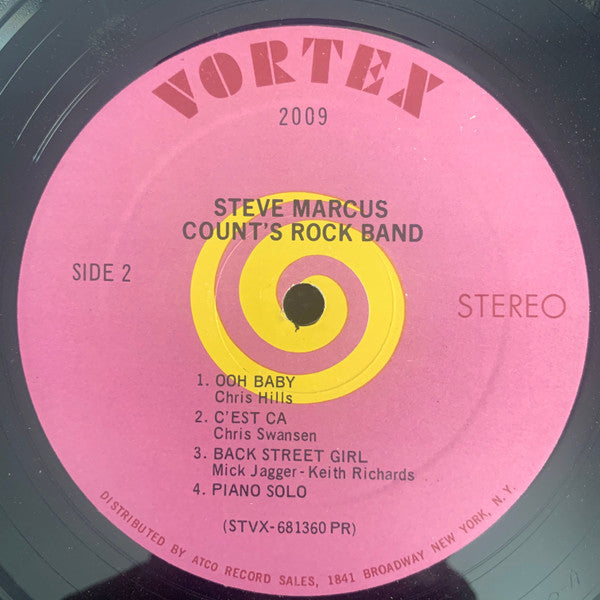 VORTEX
2009
STEVE MARCUS
COUNT'S ROCK BAND
SIDE 2
STEREO
1. OOH BABY
Chris Hills
2. C'EST CA
Chris Swansen
3. BACK STREET GIRL
Mick Jagger - Keith Richards
4. PIANO SOLO
(STVX-681360 PR)
DISTRIBUTED BY ATCO RECORD SALES, 1841 BROADWAY NEW YORK, N.Y.